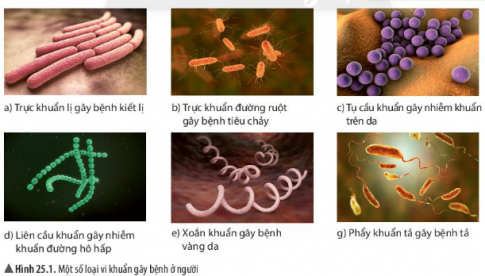 a) Trực khuẩn lị gây bệnh kiết lị
b) Trực khuẩn đường ruột
gây bệnh tiêu chảy
c) Tụ cầu khuẩn gây nhiễm khuẩn
trên da
d) Liên cầu khuẩn gây nhiễm
khuẩn đường hô hấp
e) Xoắn khuẩn gây bệnh
vàng da
g) Phẩy khuẩn tả gây bệnh tả
▲ Hình 25.1. Một số loại vi khuẩn gây bệnh ở người